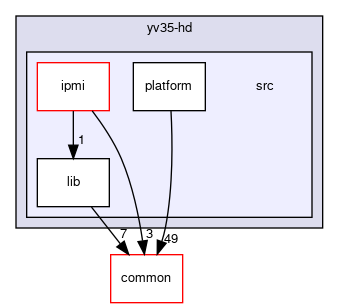 yv35-hd
ipmi
platform
src
1
lib
7
3
49
common